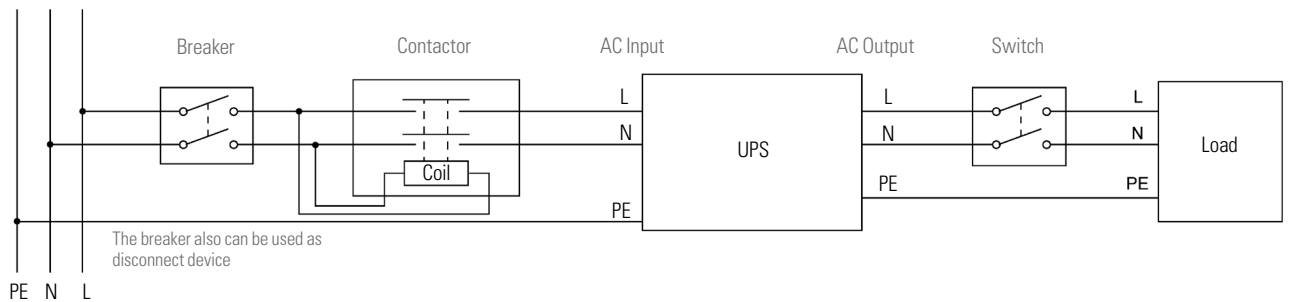 Breaker
Contactor
AC Input
AC Output
Switch
L
N
PE
Coil
UPS
L
N
PE
L
N
PE
Load
The breaker also can be used as
disconnect device
PE N L